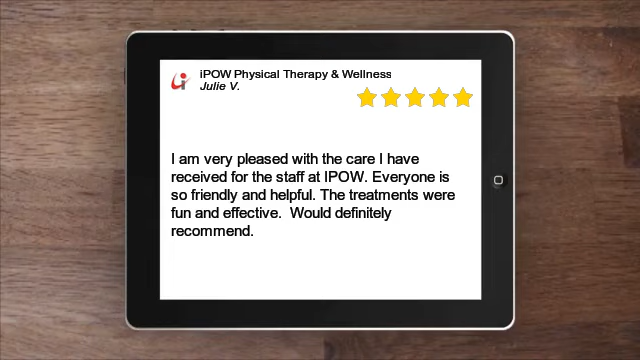 iPOW Physical Therapy & Wellness
Julie V.
I am very pleased with the care I have
received for the staff at IPOW. Everyone is
so friendly and helpful. The treatments were
fun and effective.  Would definitely
recommend.